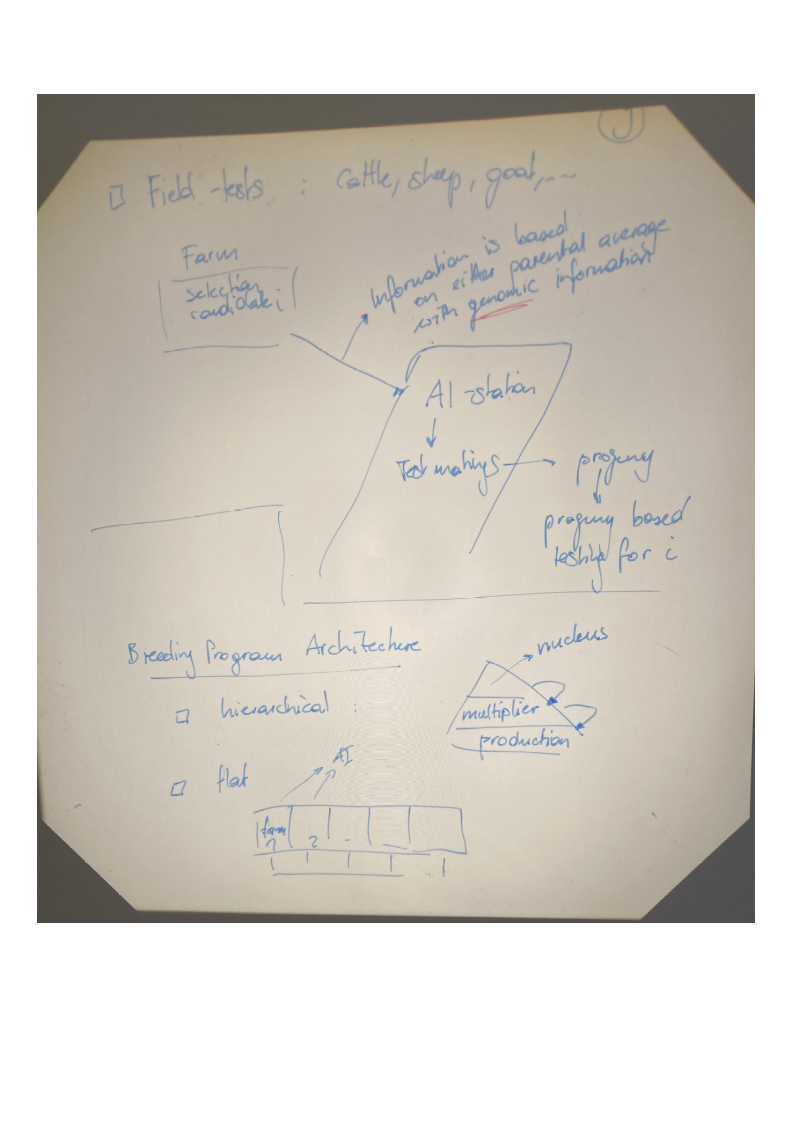 3
□ Field-tests : Cattle, sheep, goat, ...
Farm
selection
candidate i
Information is based
on either parental average
with genomic information
AI-station
Test matings
progeny
progeny based
testing for i
Breeding Program Architecture
□ hierarchical :
nucleus
multiplier
production
□ flat
AI
farm
1
2